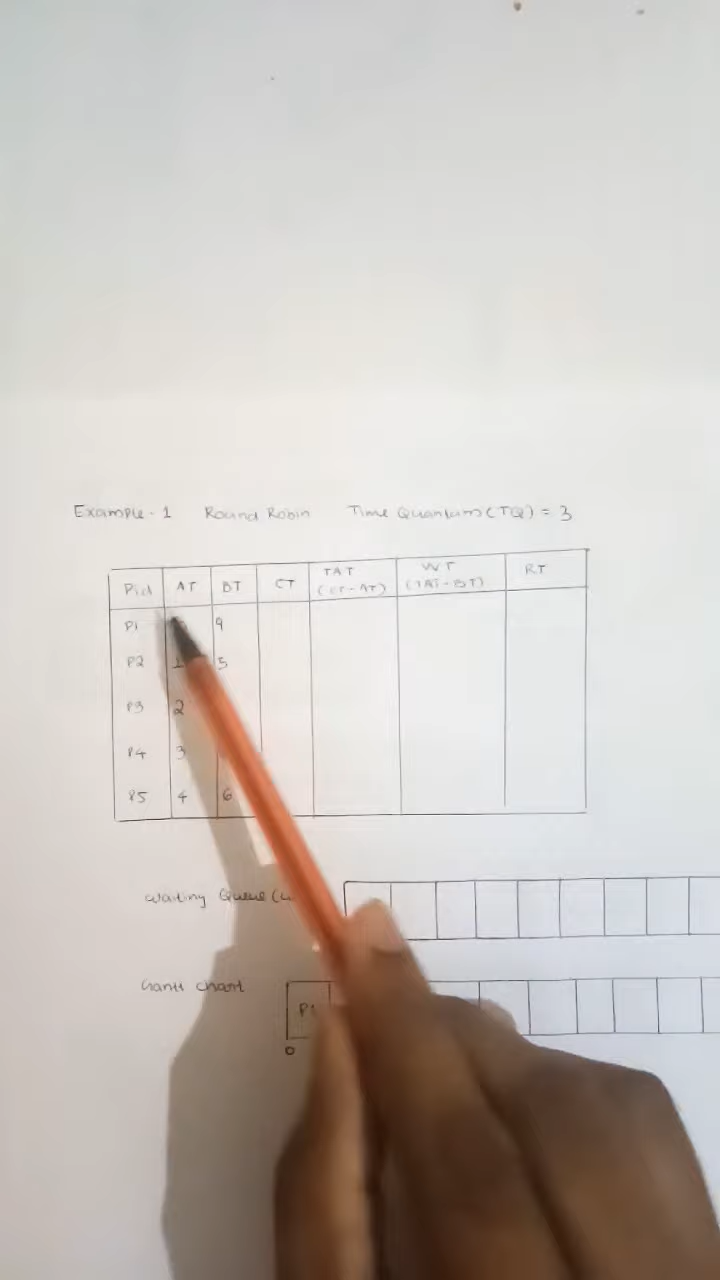 Example - 1 Round Robin Time Quantum (TQ) = 3
Pid AT BT CT TAT (CT-AT) WT (TAT-BT) RT
P1 9
P2 1 5
P3 2
P4 3
P5 4 6
Waiting Queue
Gantt chart
P1
0